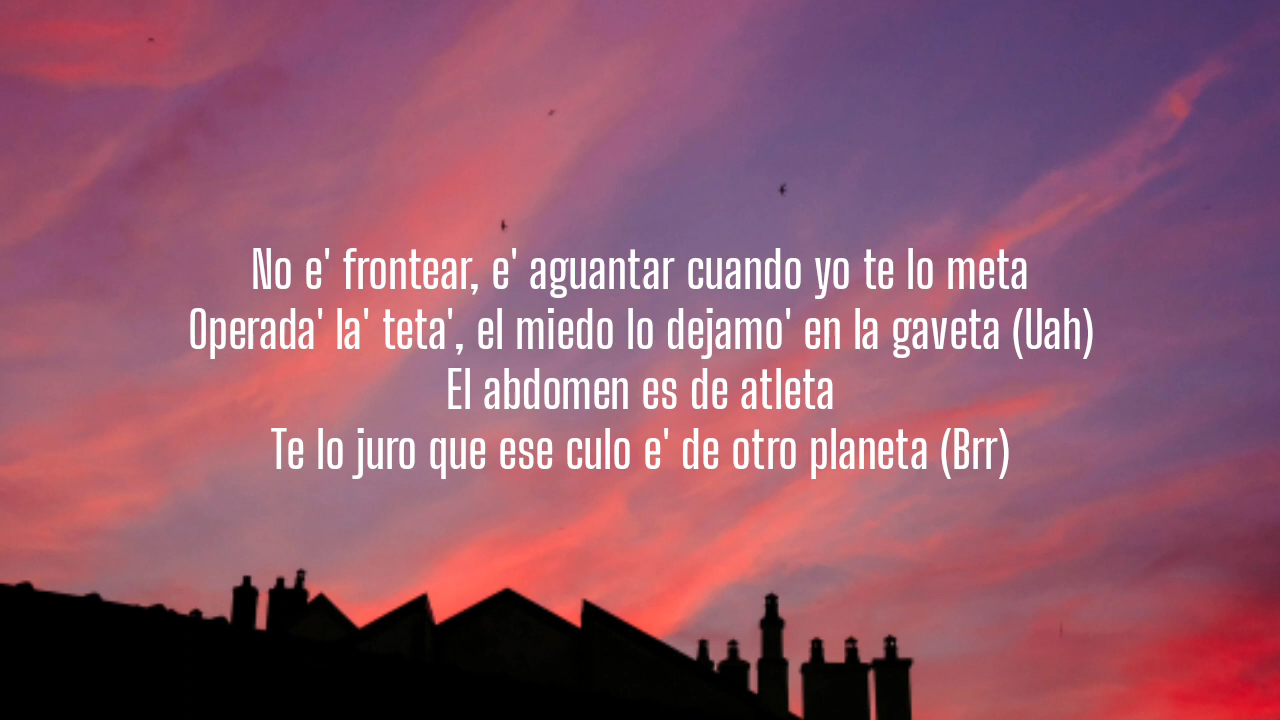 No e' frontear, e' aguantar cuando yo te lo meta
Operada' la' teta', el miedo lo dejamo' en la gaveta (Uah)
El abdomen es de atleta
Te lo juro que ese culo e' de otro planeta (Brr)